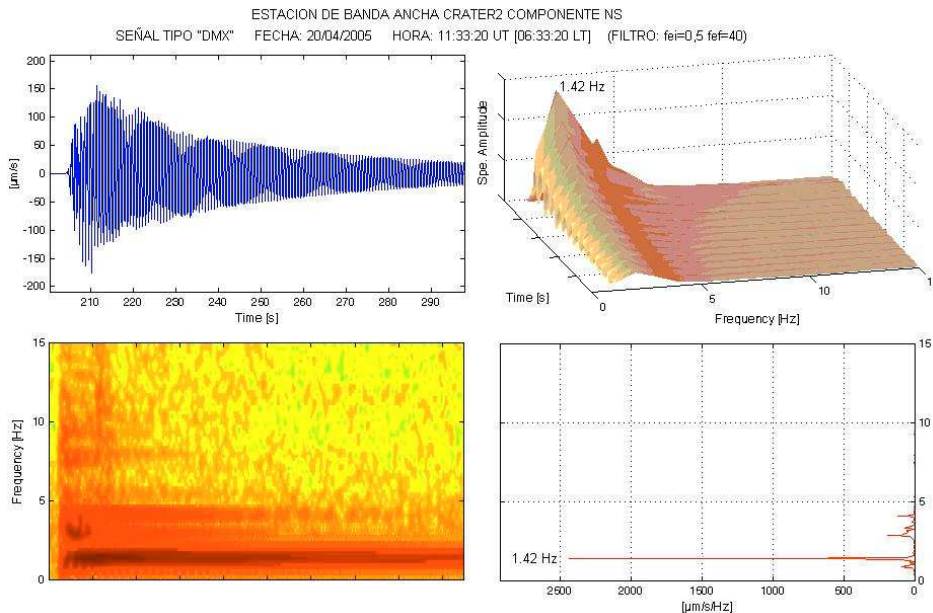 ESTACION DE BANDA ANCHA CRATER2 COMPONENTE NS
SEÑAL TIPO "DMX" FECHA: 20/04/2005 HORA: 11:33:20 UT [06:33:20 LT] (FILTRO: fei=0,5 fef=40)
200
150
100
50
0
-50
-100
-150
-200
[µm/s]
210 220 230 240 250 260 270 280 290
Time [s]
1.42 Hz
Spe. Amplitude
Time [s]
0 5 10 1
Frequency [Hz]
15
10
5
0
Frequency [Hz]
15
10
5
0
1.42 Hz
2500 2000 1500 1000 500 0
[µm/s/Hz]